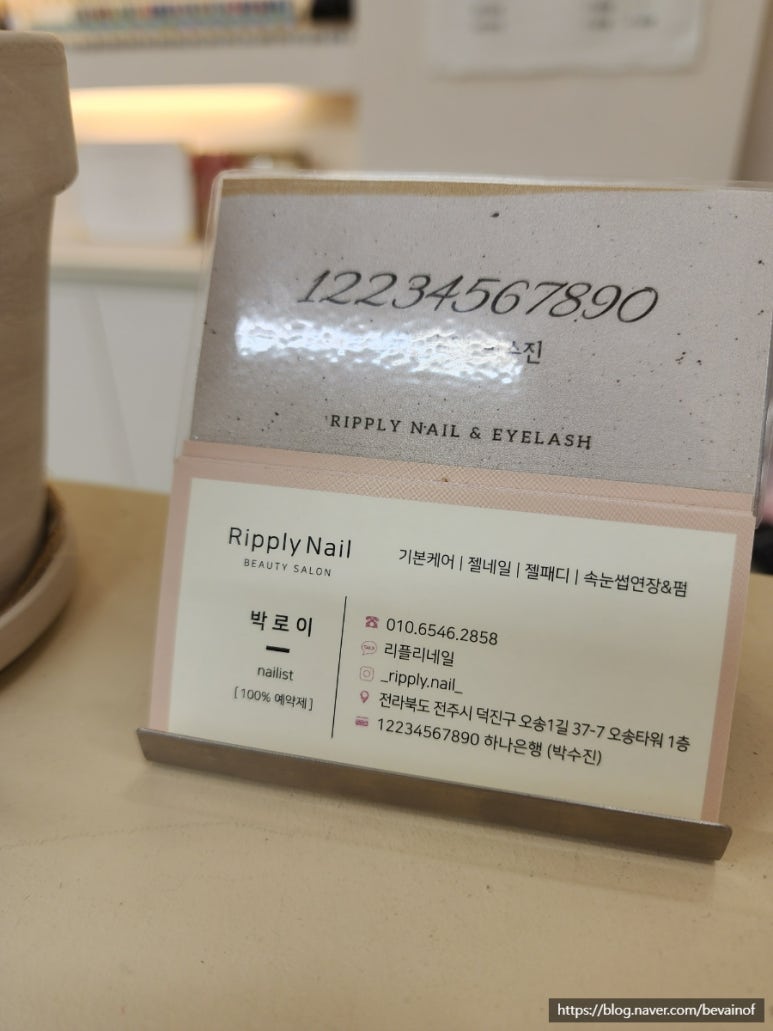 12234567890
수진
RIPPLY NAIL & EYELASH
Ripply Nail
BEAUTY SALON
기본케어 | 젤네일 | 젤패디 | 속눈썹연장&펌
박로이
nailist
[100% 예약제]
010.6546.2858
리플리네일
_ripply.nail_
전라북도 전주시 덕진구 오송1길 37-7 오송타워 1층
12234567890 하나은행 (박수진)
https://blog.naver.com/bevainof